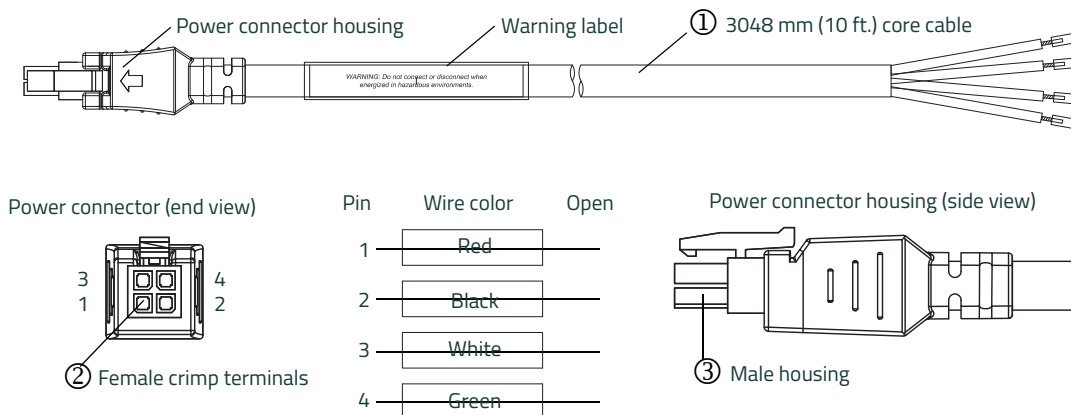 Power connector housing
Warning label
① 3048 mm (10 ft.) core cable
WARNING: Do not connect or disconnect when
energized in hazardous environments.
Power connector (end view)
3 4
1 2
② Female crimp terminals
Pin Wire color Open
1 Red
2 Black
3 White
4 Green
Power connector housing (side view)
③ Male housing